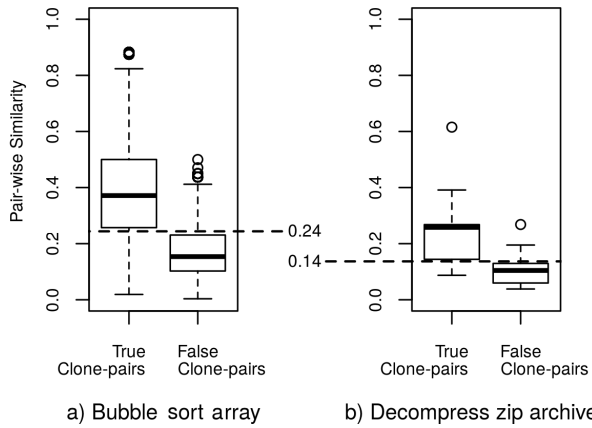 Pair-wise Similarity
1.0
0.8
0.6
0.4
0.2
0.0
True
Clone-pairs
False
Clone-pairs
a) Bubble sort array
0.24
0.14
1.0
0.8
0.6
0.4
0.2
0.0
True
Clone-pairs
False
Clone-pairs
b) Decompress zip archive